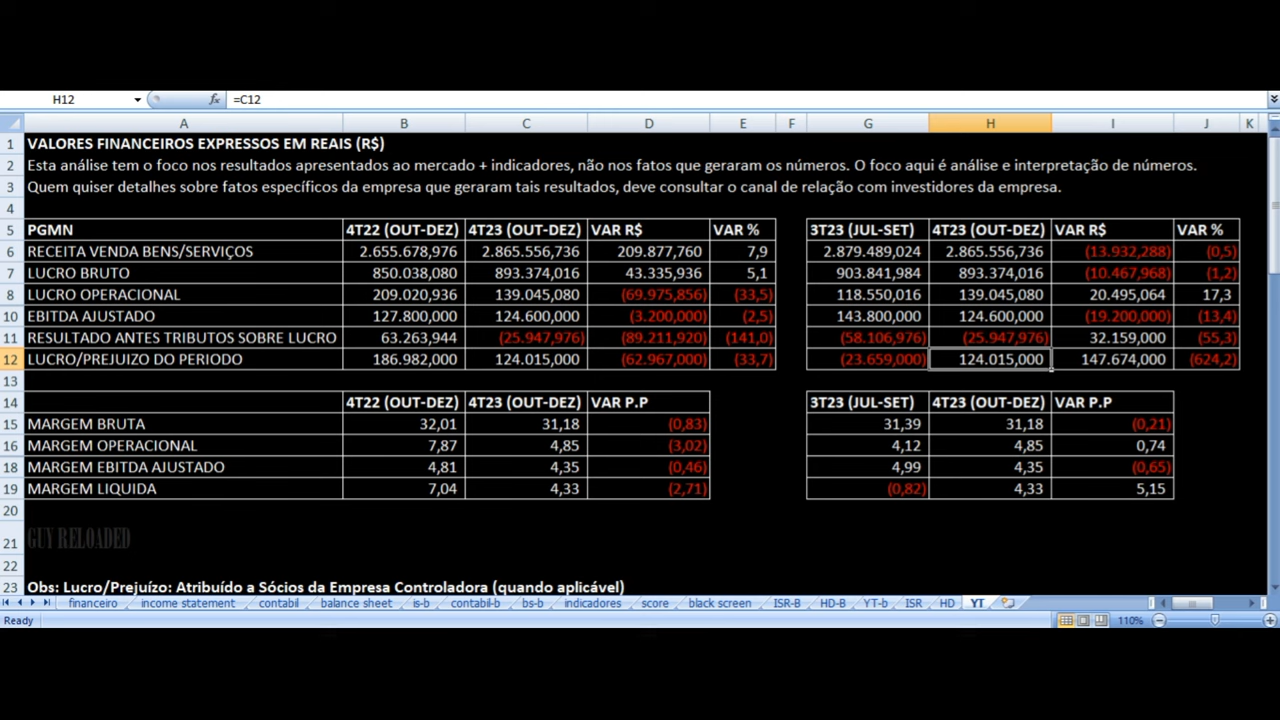 H12 fx =C12
A B C D E F G H I J K
1 VALORES FINANCEIROS EXPRESSOS EM REAIS (R$)
2 Esta análise tem o foco nos resultados apresentados ao mercado + indicadores, não nos fatos que geraram os números. O foco aqui é análise e interpretação de números.
3 Quem quiser detalhes sobre fatos específicos da empresa que geraram tais resultados, deve consultar o canal de relação com investidores da empresa.
4
5 PGMN 4T22 (OUT-DEZ) 4T23 (OUT-DEZ) VAR R$ VAR % 3T23 (JUL-SET) 4T23 (OUT-DEZ) VAR R$ VAR %
6 RECEITA VENDA BENS/SERVIÇOS 2.655.678,976 2.865.556,736 209.877,760 7,9 2.879.489,024 2.865.556,736 (13.932,288) (0,5)
7 LUCRO BRUTO 850.038,080 893.374,016 43.335,936 5,1 903.841,984 893.374,016 (10.467,968) (1,2)
8 LUCRO OPERACIONAL 209.020,936 139.045,080 (69.975,856) (33,5) 118.550,016 139.045,080 20.495,064 17,3
10 EBITDA AJUSTADO 127.800,000 124.600,000 (3.200,000) (2,5) 143.800,000 124.600,000 (19.200,000) (13,4)
11 RESULTADO ANTES TRIBUTOS SOBRE LUCRO 63.263,944 (25.947,976) (89.211,920) (141,0) (58.106,976) (25.947,976) 32.159,000 (55,3)
12 LUCRO/PREJUIZO DO PERIODO 186.982,000 124.015,000 (62.967,000) (33,7) (23.659,000) 124.015,000 147.674,000 (624,2)
13
14 4T22 (OUT-DEZ) 4T23 (OUT-DEZ) VAR P.P 3T23 (JUL-SET) 4T23 (OUT-DEZ) VAR P.P
15 MARGEM BRUTA 32,01 31,18 (0,83) 31,39 31,18 (0,21)
16 MARGEM OPERACIONAL 7,87 4,85 (3,02) 4,12 4,85 0,74
18 MARGEM EBITDA AJUSTADO 4,81 4,35 (0,46) 4,99 4,35 (0,65)
19 MARGEM LIQUIDA 7,04 4,33 (2,71) (0,82) 4,33 5,15
20
21 GUY RELOADED
22
23 Obs: Lucro/Prejuízo: Atribuído a Sócios da Empresa Controladora (quando aplicável)
financeiro income statement contabil balance sheet is-b contabil-b bs-b indicadores score black screen ISR-B HD-B YT-b ISR HD YT
Ready 110%